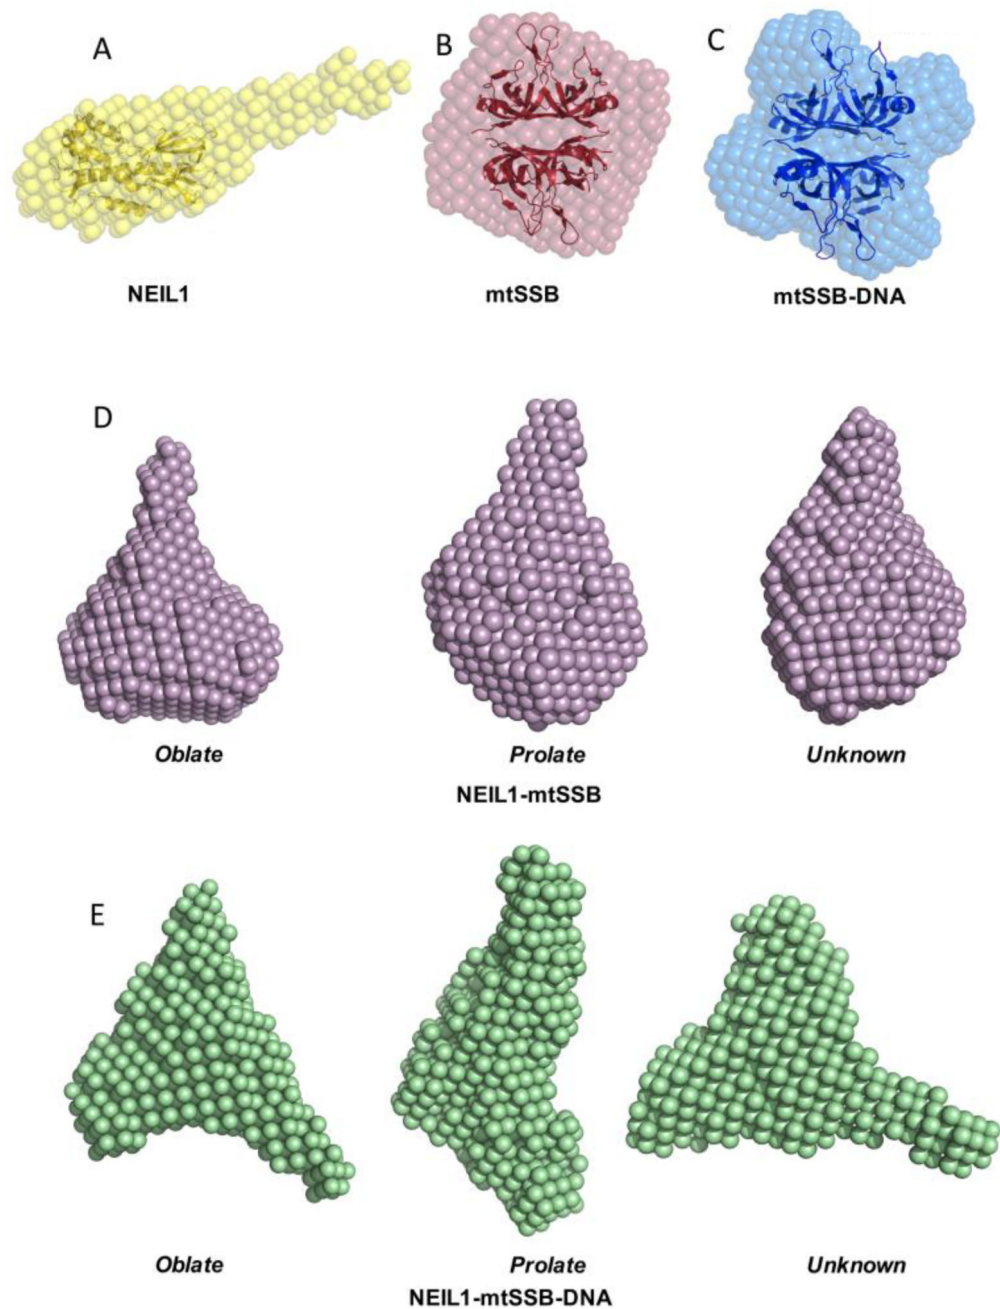 A B C
NEIL1 mtSSB mtSSB-DNA
D
Oblate Prolate Unknown
NEIL1-mtSSB
E
Oblate Prolate Unknown
NEIL1-mtSSB-DNA